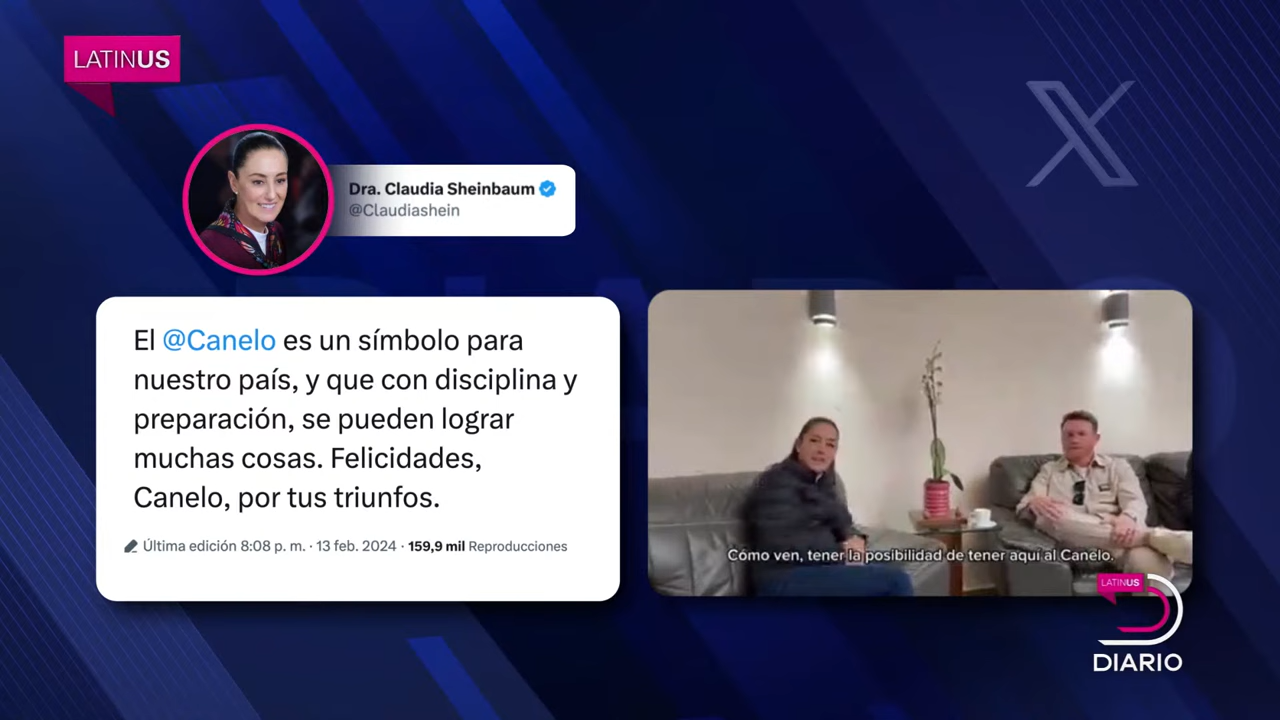 LATINUS
X
Dra. Claudia Sheinbaum
@Claudiashein
El @Canelo es un símbolo para
nuestro país, y que con disciplina y
preparación, se pueden lograr
muchas cosas. Felicidades,
Canelo, por tus triunfos.
Última edición 8:08 p. m. · 13 feb. 2024 · 159,9 mil Reproducciones
Cómo ven, tener la posibilidad de tener aquí al Canelo.
LATINUS
DIARIO